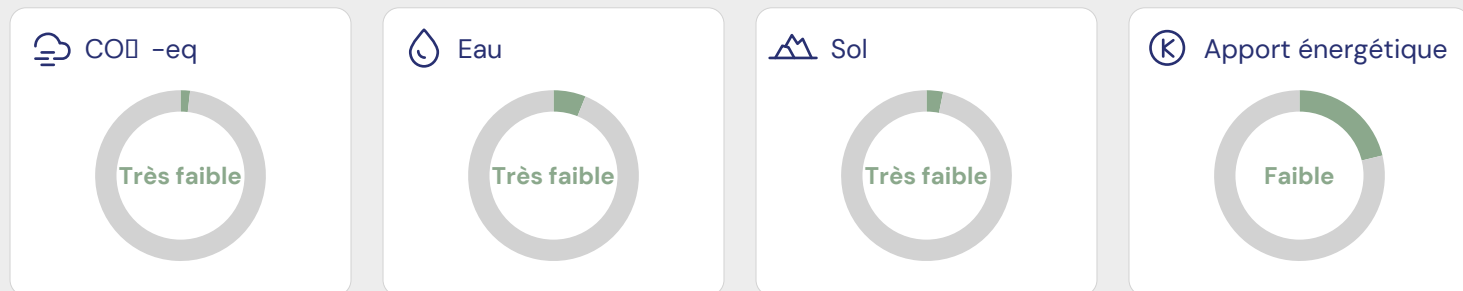 CO▯ -eq
Très faible
Eau
Très faible
Sol
Très faible
Apport énergétique
Faible